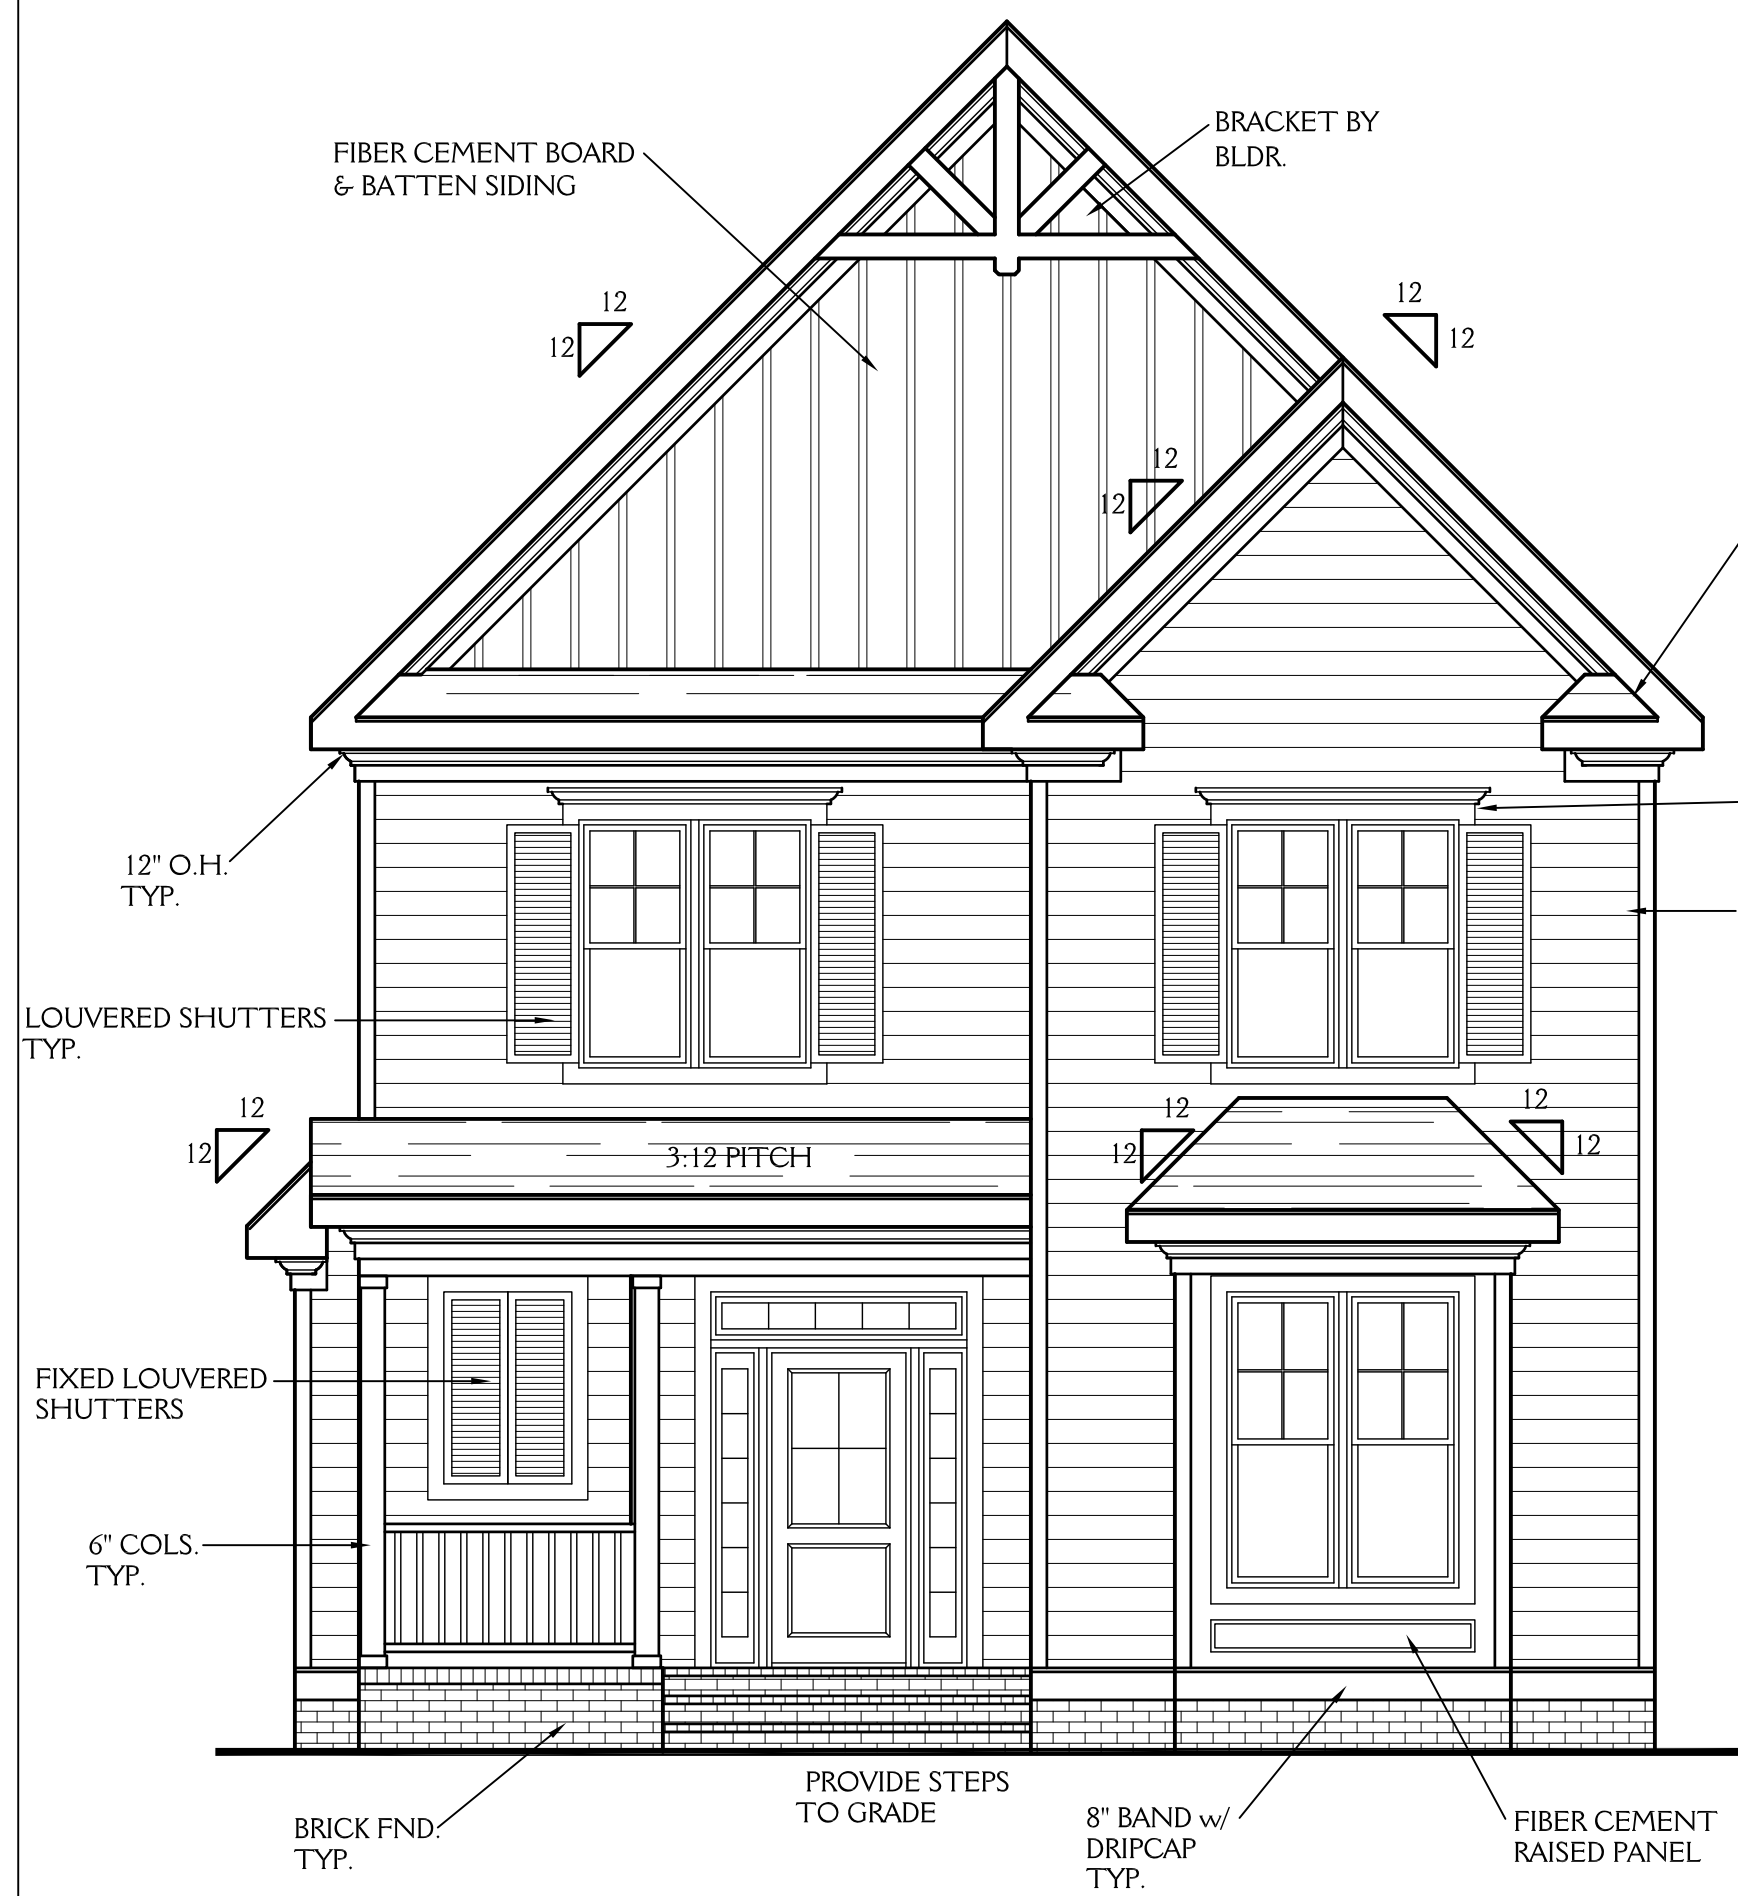 BRACKET BY
BLDR.
FIBER CEMENT BOARD
& BATTEN SIDING
12
12
12
12
12
12
12" O.H.
TYP.
LOUVERED SHUTTERS
TYP.
12
12
12
12
12
12
3:12 PITCH
FIXED LOUVERED
SHUTTERS
6" COLS.
TYP.
PROVIDE STEPS
TO GRADE
BRICK FND.
TYP.
8" BAND w/
DRIPCAP
TYP.
FIBER CEMENT
RAISED PANEL